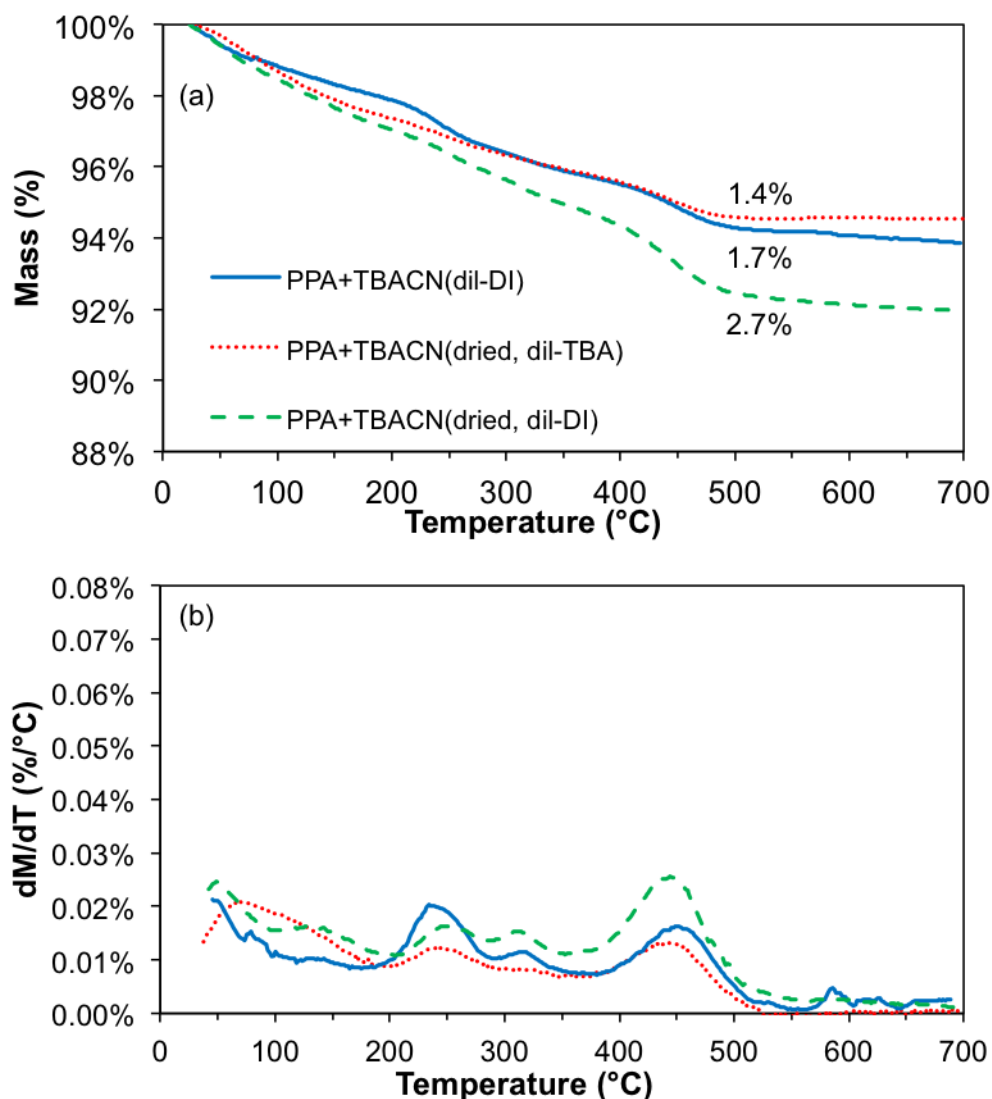 100%
98%
96%
94%
92%
90%
88%
Mass (%)
(a)
1.4%
1.7%
2.7%
PPA+TBACN(dil-DI)
PPA+TBACN(dried, dil-TBA)
PPA+TBACN(dried, dil-DI)
0 100 200 300 400 500 600 700
Temperature (°C)
0.08%
0.07%
0.06%
0.05%
0.04%
0.03%
0.02%
0.01%
0.00%
dM/dT (%/°C)
(b)
0 100 200 300 400 500 600 700
Temperature (°C)